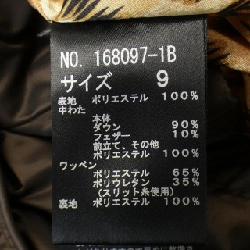 NO. 168097-1B
サイズ 9
表地 ポリエステル 100%
中わた
本体
ダウン 90%
フェザー 10%
前立て、その他
ポリエステル 100%
ワッペン
ポリエステル 65%
ポリウレタン 35%
(スリット糸使用)
裏地 ポリエステル 100%